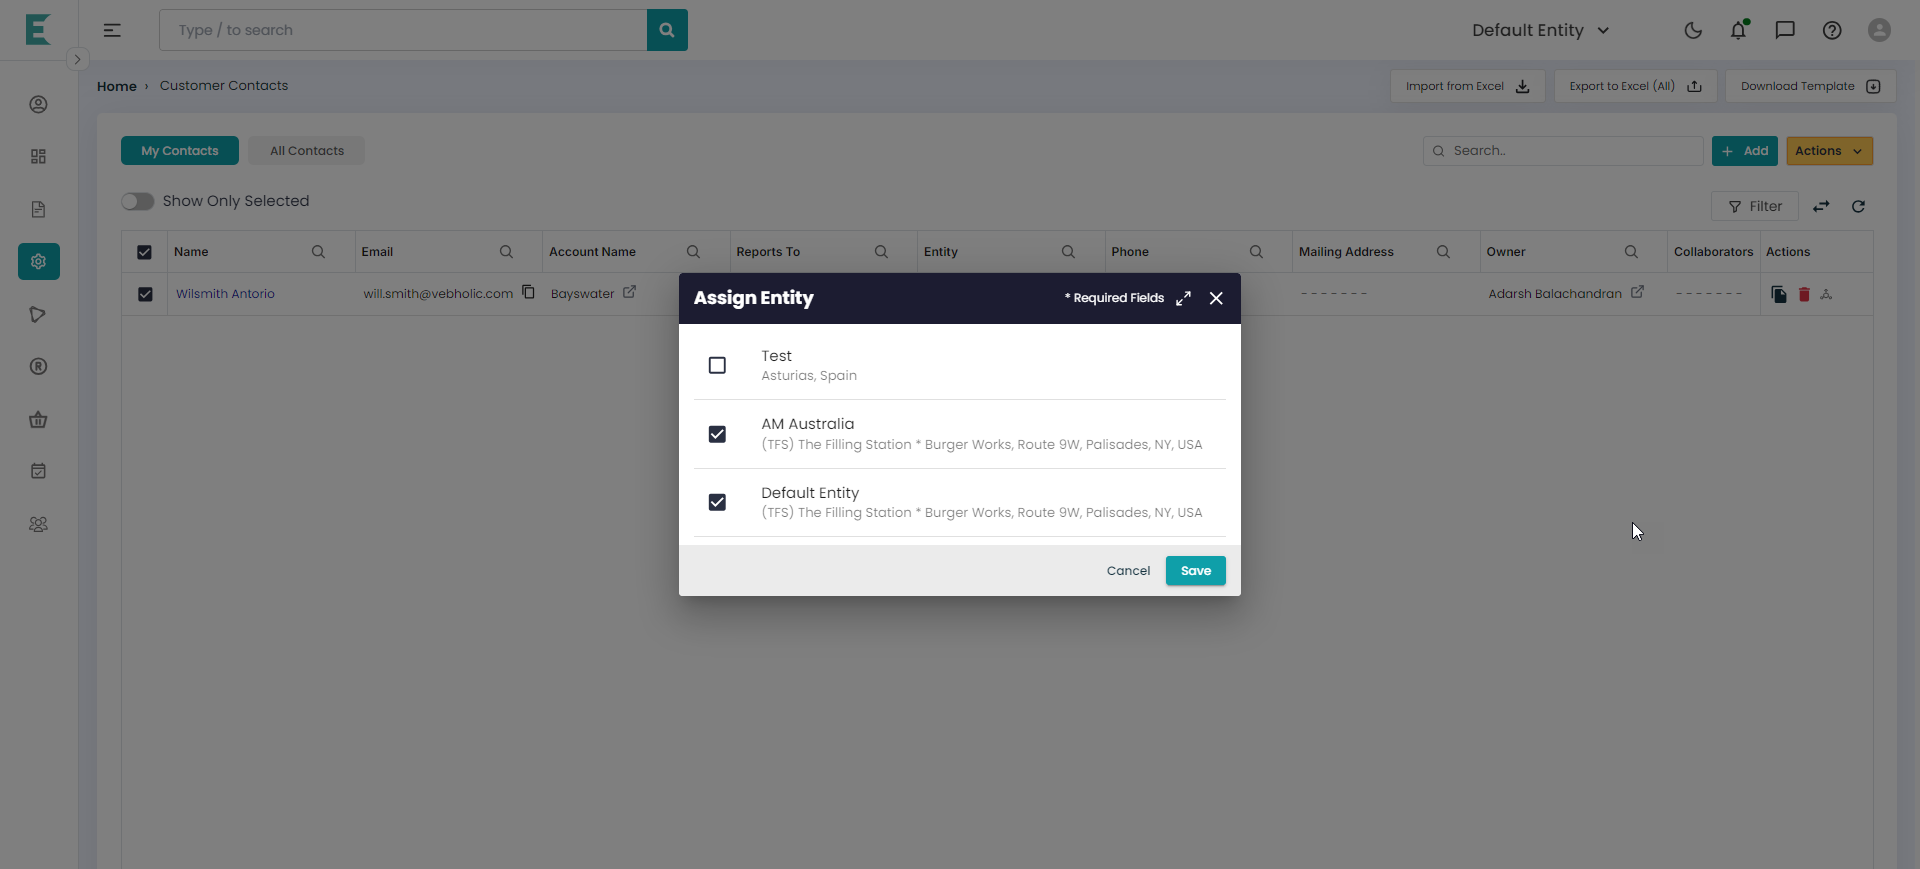 Type / to search
Default Entity
Home › Customer Contacts
Import from Excel
Export to Excel (All)
Download Template
My Contacts
All Contacts
Search..
+ Add
Actions
Show Only Selected
Filter
Name
Email
Account Name
Reports To
Entity
Phone
Mailing Address
Owner
Collaborators
Actions
Wilsmith Antorio
will.smith@vebholic.com
Bayswater
- - - - - - -
Adarsh Balachandran
- - - - - - -
Assign Entity
* Required Fields
Test
Asturias, Spain
AM Australia
(TFS) The Filling Station * Burger Works, Route 9W, Palisades, NY, USA
Default Entity
(TFS) The Filling Station * Burger Works, Route 9W, Palisades, NY, USA
Cancel
Save